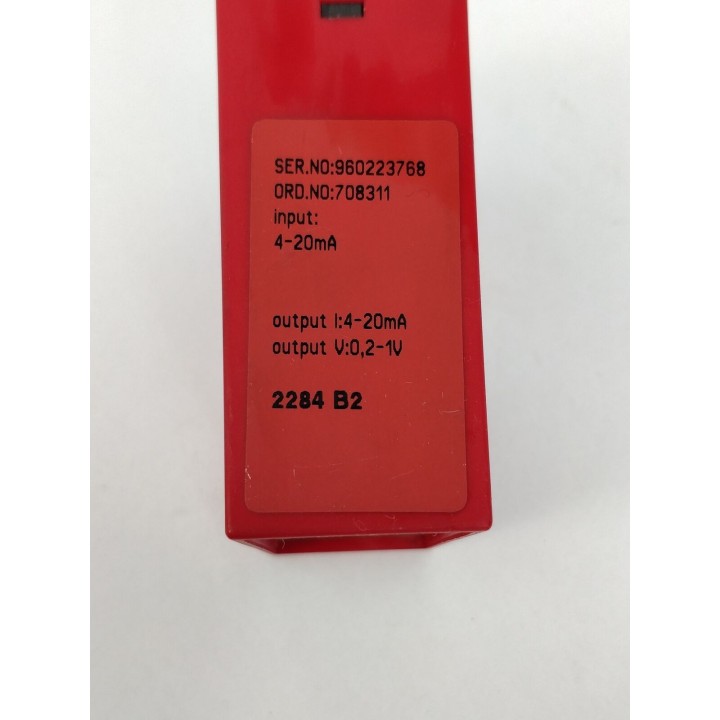 SER.NO:960223768
ORD.NO:708311
input:
4-20mA
output I:4-20mA
output V:0,2-1V
2284 B2